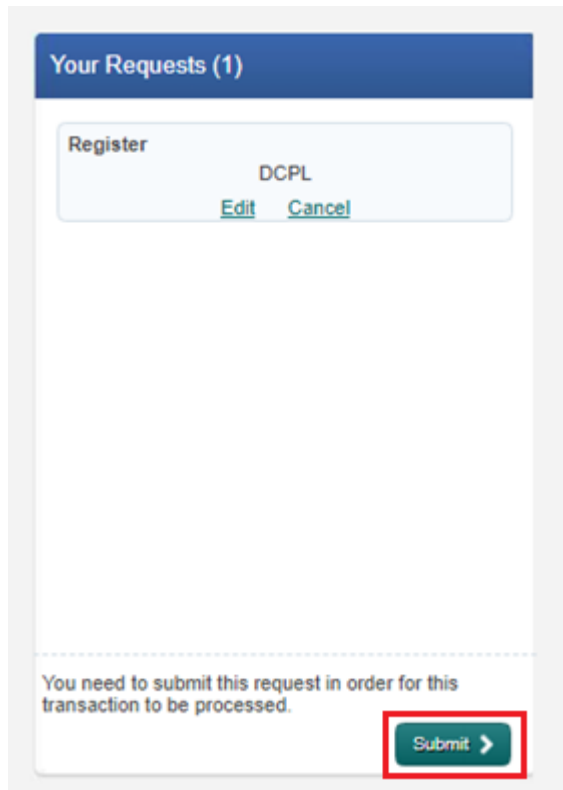 Your Requests (1)
Register
DCPL
Edit Cancel
You need to submit this request in order for this
transaction to be processed.
Submit